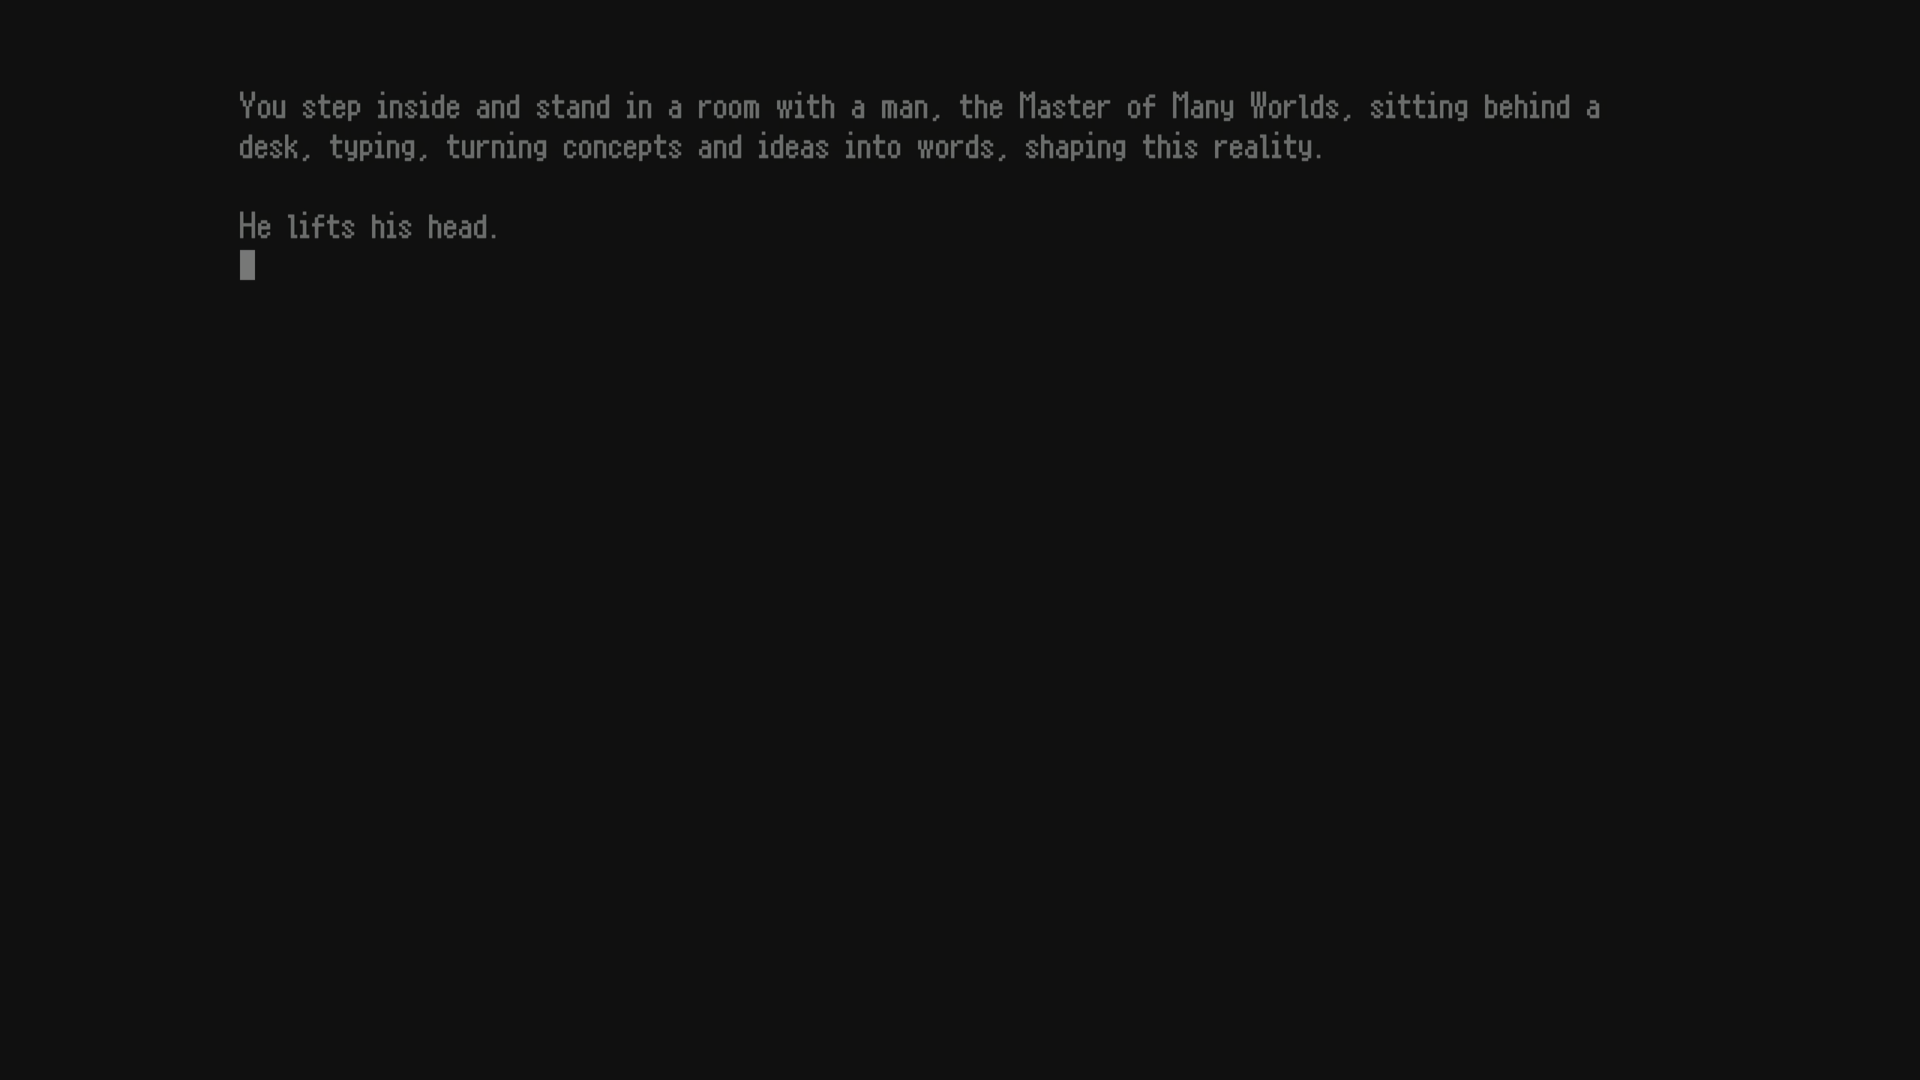 You step inside and stand in a room with a man, the Master of Many Worlds, sitting behind a
desk, typing, turning concepts and ideas into words, shaping this reality.
He lifts his head.